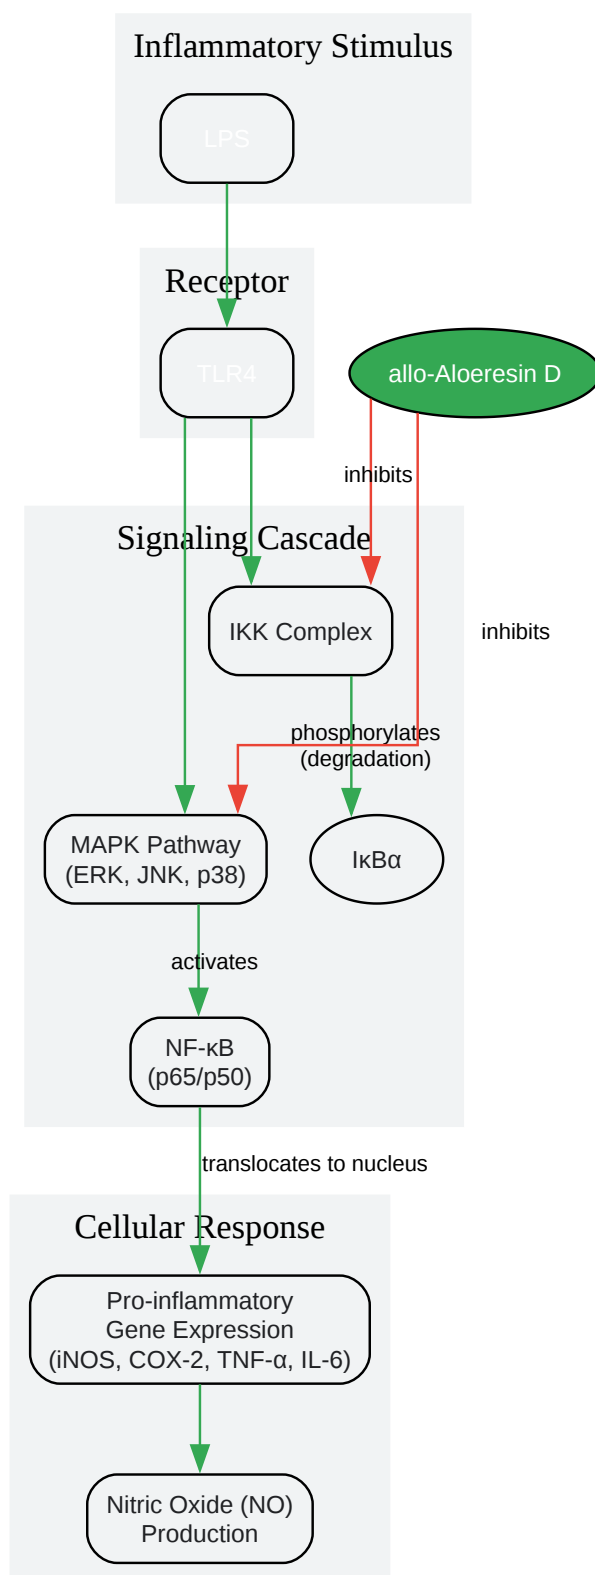 Inflammatory Stimulus
LPS
Receptor
TLR4
allo-Aloeresin D
inhibits
Signaling Cascade
IKK Complex
inhibits
phosphorylates
(degradation)
MAPK Pathway
(ERK, JNK, p38)
IκBα
activates
NF-κB
(p65/p50)
translocates to nucleus
Cellular Response
Pro-inflammatory
Gene Expression
(iNOS, COX-2, TNF-α, IL-6)
Nitric Oxide (NO)
Production